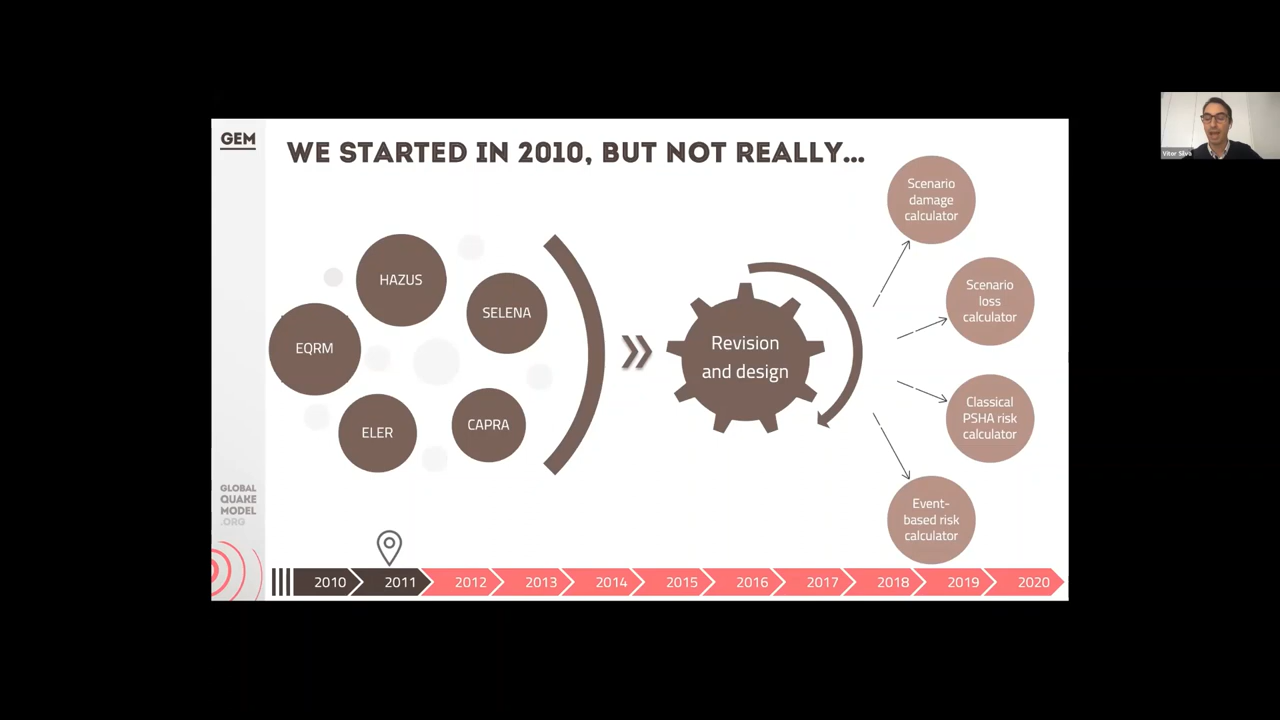 GEM
WE STARTED IN 2010, BUT NOT REALLY...
HAZUS
SELENA
EQRM
ELER
CAPRA
Revision
and design
Scenario
damage
calculator
Scenario
loss
calculator
Classical
PSHA risk
calculator
Event-
based risk
calculator
GLOBAL
QUAKE
MODEL
.ORG
2010
2011
2012
2013
2014
2015
2016
2017
2018
2019
2020
Vitor Silva